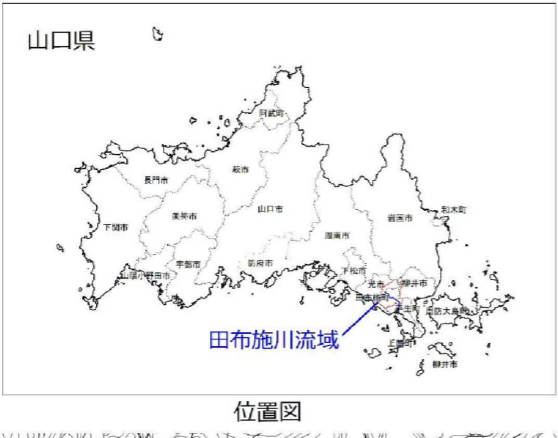 山口県
阿武町
萩市
長門市
美祢市
山口市
下関市
岩国市
和木町
周南市
宇部市
防府市
山陽小野田市
下松市
光市
柳井市
田布施町
平生町
周防大島町
田布施川流域
上関町
柳井市
位置図